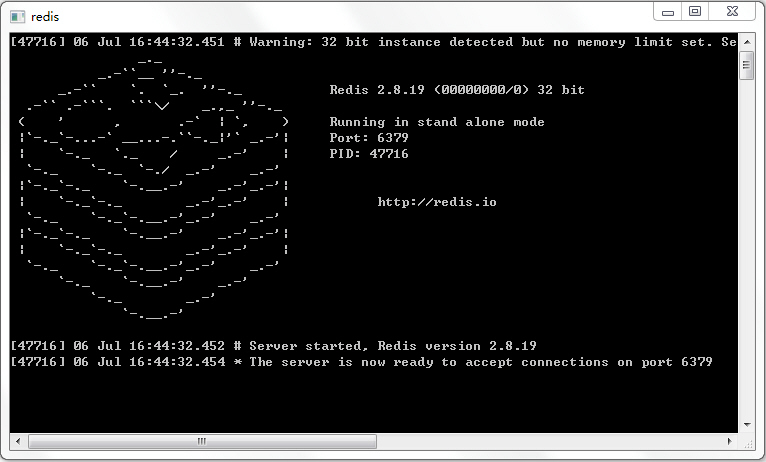 redis
[47716] 06 Jul 16:44:32.451 # Warning: 32 bit instance detected but no memory limit set. Se
Redis 2.8.19 (00000000/0) 32 bit
Running in stand alone mode
Port: 6379
PID: 47716
http://redis.io
[47716] 06 Jul 16:44:32.452 # Server started, Redis version 2.8.19
[47716] 06 Jul 16:44:32.454 * The server is now ready to accept connections on port 6379